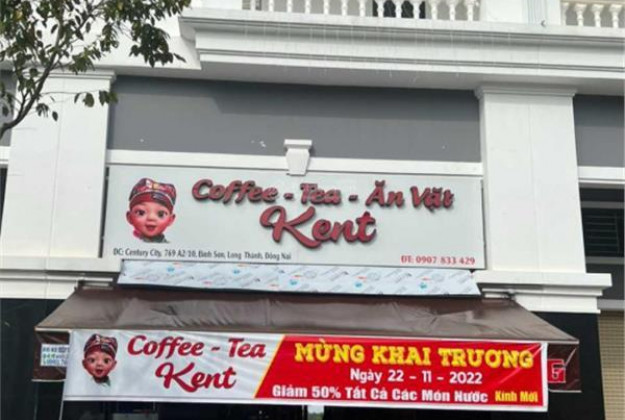 Coffee - Tea - Ăn Vặt
Kent
ĐC: Century City, 769 A2-10, Bình Sơn, Long Thành, Đồng Nai
ĐT: 0907 833 429
Coffee - Tea
Kent
MỪNG KHAI TRƯƠNG
Ngày 22 - 11 - 2022
Giảm 50% Tất Cả Các Món Nước
Kính Mời
G